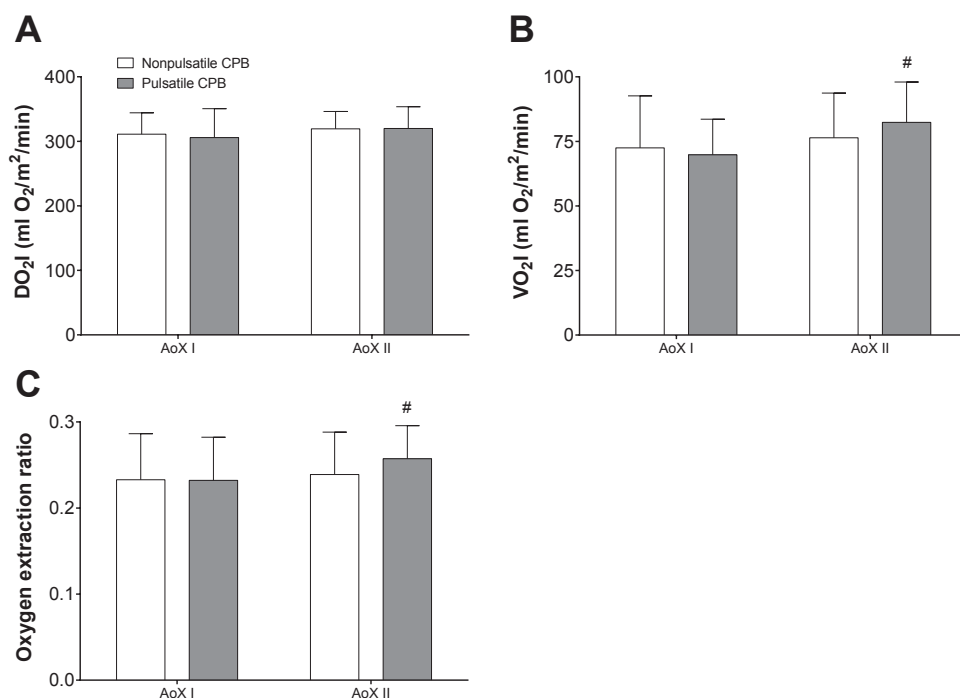 A
Nonpulsatile CPB
Pulsatile CPB
DO₂I (ml O₂/m²/min)
400
300
200
100
0
AoX I
AoX II
B
#
VO₂I (ml O₂/m²/min)
100
75
50
25
0
AoX I
AoX II
C
#
Oxygen extraction ratio
0.3
0.2
0.1
0.0
AoX I
AoX II